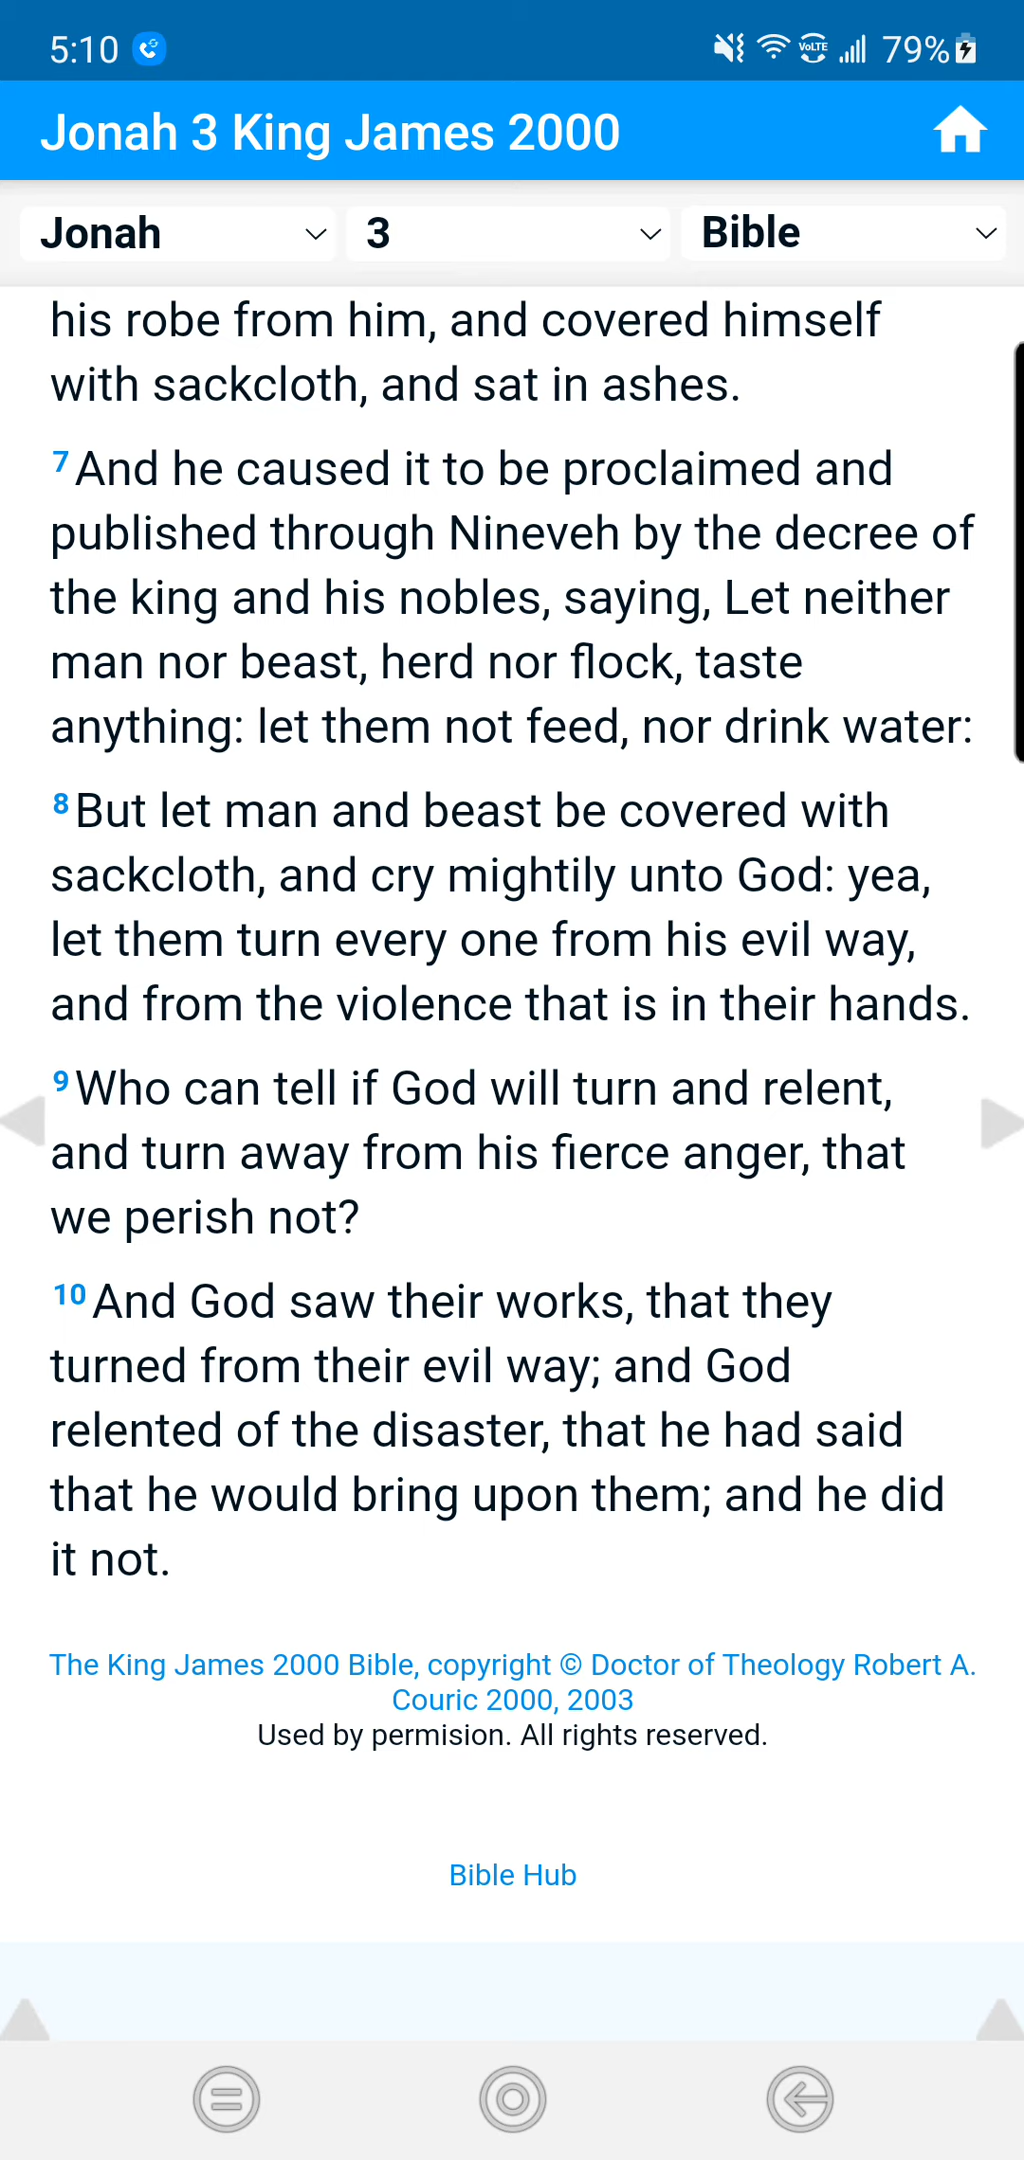 5:10 VoLTE 79%
Jonah 3 King James 2000
Jonah 3 Bible
his robe from him, and covered himself
with sackcloth, and sat in ashes.
7 And he caused it to be proclaimed and
published through Nineveh by the decree of
the king and his nobles, saying, Let neither
man nor beast, herd nor flock, taste
anything: let them not feed, nor drink water:
8 But let man and beast be covered with
sackcloth, and cry mightily unto God: yea,
let them turn every one from his evil way,
and from the violence that is in their hands.
9 Who can tell if God will turn and relent,
and turn away from his fierce anger, that
we perish not?
10 And God saw their works, that they
turned from their evil way; and God
relented of the disaster, that he had said
that he would bring upon them; and he did
it not.
The King James 2000 Bible, copyright © Doctor of Theology Robert A.
Couric 2000, 2003
Used by permision. All rights reserved.
Bible Hub